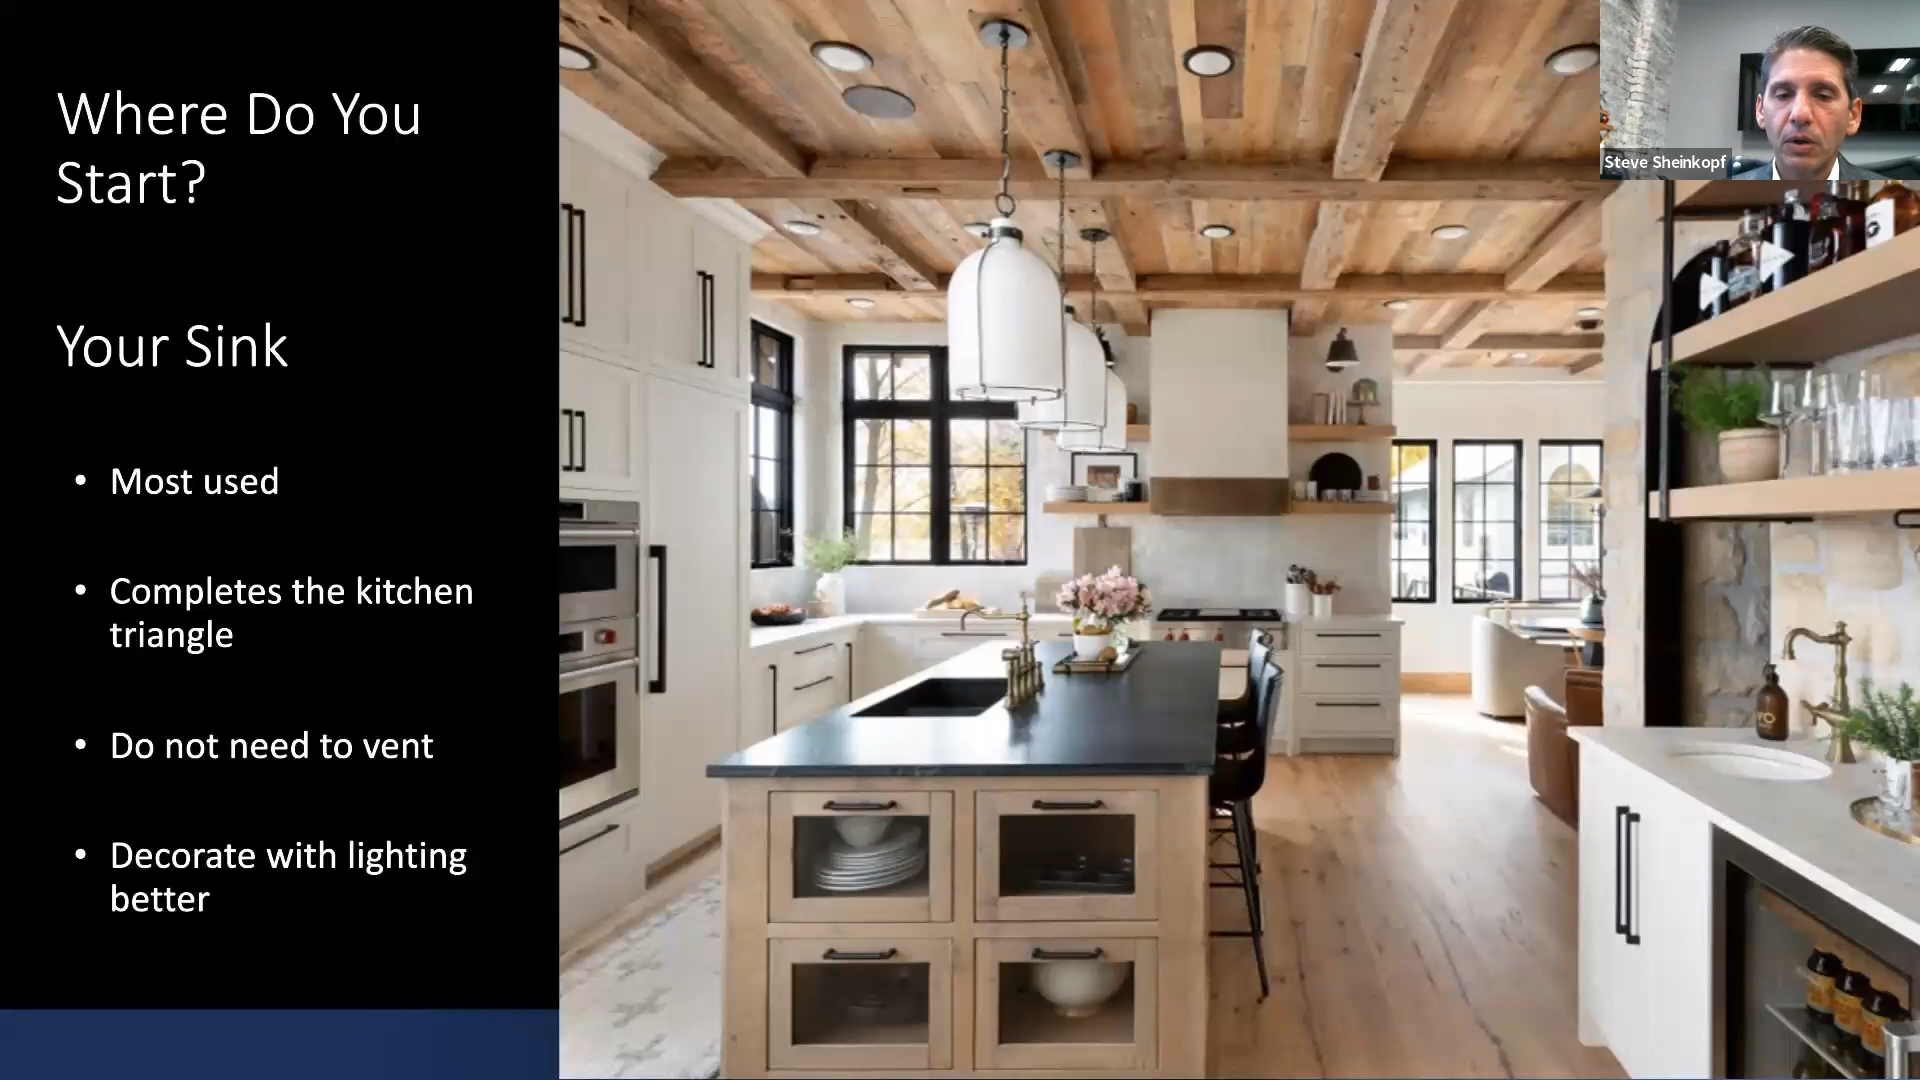 Where Do You
Start?
Your Sink
• Most used
• Completes the kitchen
triangle
• Do not need to vent
• Decorate with lighting
better
Steve Sheinkopf